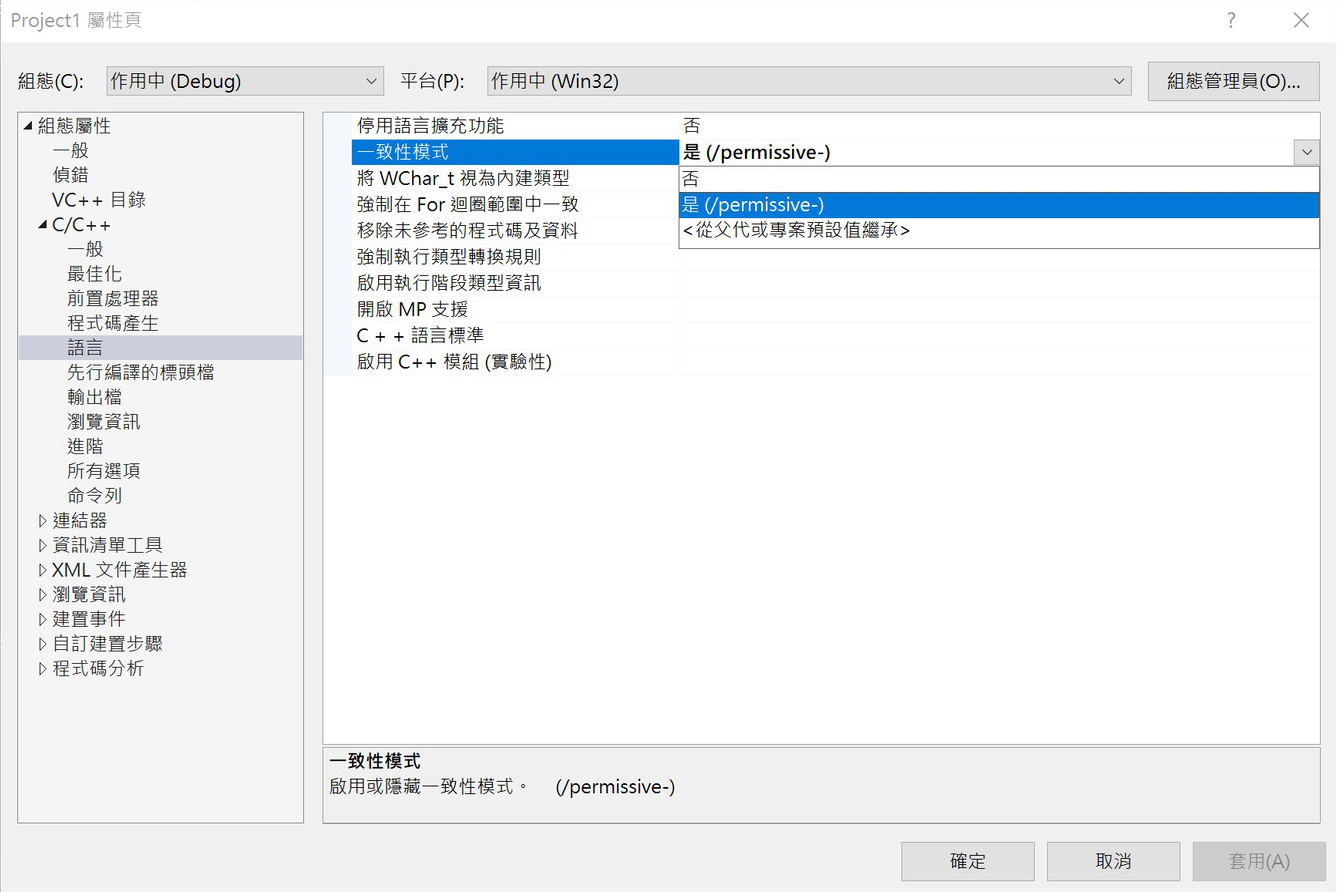 Project1 屬性頁
組態(C): 作用中 (Debug) 平台(P): 作用中 (Win32) 組態管理員(O)...
組態屬性
一般
偵錯
VC++ 目錄
C/C++
一般
最佳化
前置處理器
程式碼產生
語言
先行編譯的標頭檔
輸出檔
瀏覽資訊
進階
所有選項
命令列
連結器
資訊清單工具
XML 文件產生器
瀏覽資訊
建置事件
自訂建置步驟
程式碼分析
停用語言擴充功能 否
一致性模式 是 (/permissive-)
將 WChar_t 視為內建類型 否
強制在 For 迴圈範圍中一致 是 (/permissive-)
移除未參考的程式碼及資料 <從父代或專案預設值繼承>
強制執行類型轉換規則
啟用執行階段類型資訊
開啟 MP 支援
C + + 語言標準
啟用 C++ 模組 (實驗性)
一致性模式
啟用或隱藏一致性模式。 (/permissive-)
確定 取消 套用(A)